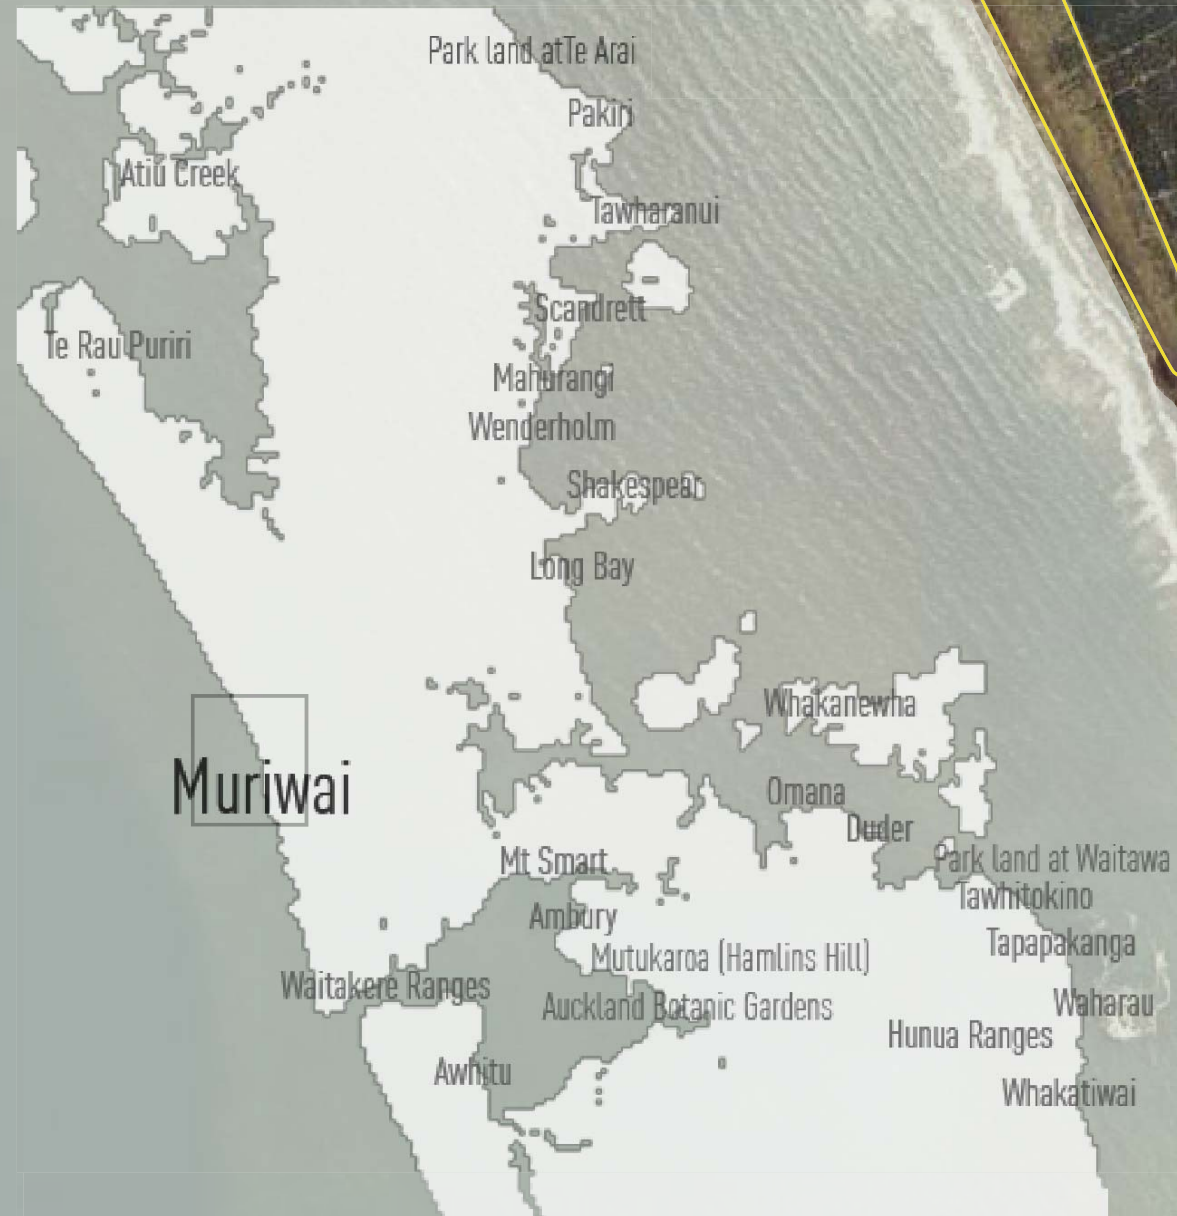 Park land atTe Arai
Pakiri
Atiu Creek
Tawharanui
Scandrett
Te Rau Puriri
Mahurangi
Wenderholm
Shakespear
Long Bay
Whakanewha
Muriwai
Omana
Duder
Mt Smart
Park land at Waitawa
Tawhitokino
Ambury
Tapapakanga
Mutukaroa (Hamlins Hill)
Waitakere Ranges
Auckland Botanic Gardens
Waharau
Hunua Ranges
Awhitu
Whakatiwai